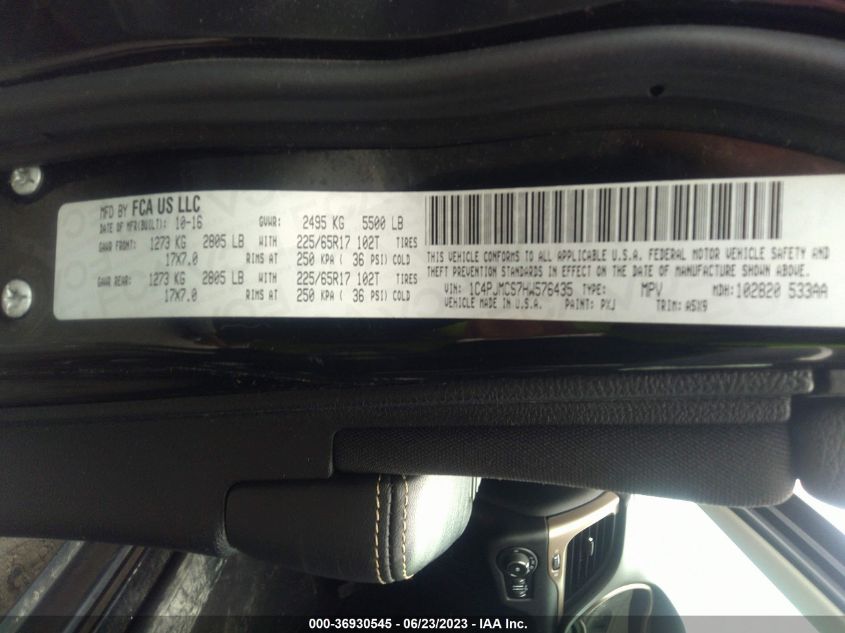 MFD BY FCA US LLC
DATE OF MFR(BUILT): 10-16 GVWR: 2495 KG 5500 LB
GAWR FRONT: 1273 KG 2805 LB WITH 225/65R17 102T TIRES
17X7.0 RIMS AT 250 KPA ( 36 PSI) COLD
GAWR REAR: 1273 KG 2805 LB WITH 225/65R17 102T TIRES
17X7.0 RIMS AT 250 KPA ( 36 PSI) COLD
THIS VEHICLE CONFORMS TO ALL APPLICABLE U.S.A. FEDERAL MOTOR VEHICLE SAFETY AND
THEFT PREVENTION STANDARDS IN EFFECT ON THE DATE OF MANUFACTURE SHOWN ABOVE.
VIN: 1C4PJMCS7HW576435 TYPE: MPV MDH: 102820 533AA
VEHICLE MADE IN U.S.A. PAINT: PXJ TRIM: A5X9
000-36930545 - 06/23/2023 - IAA Inc.